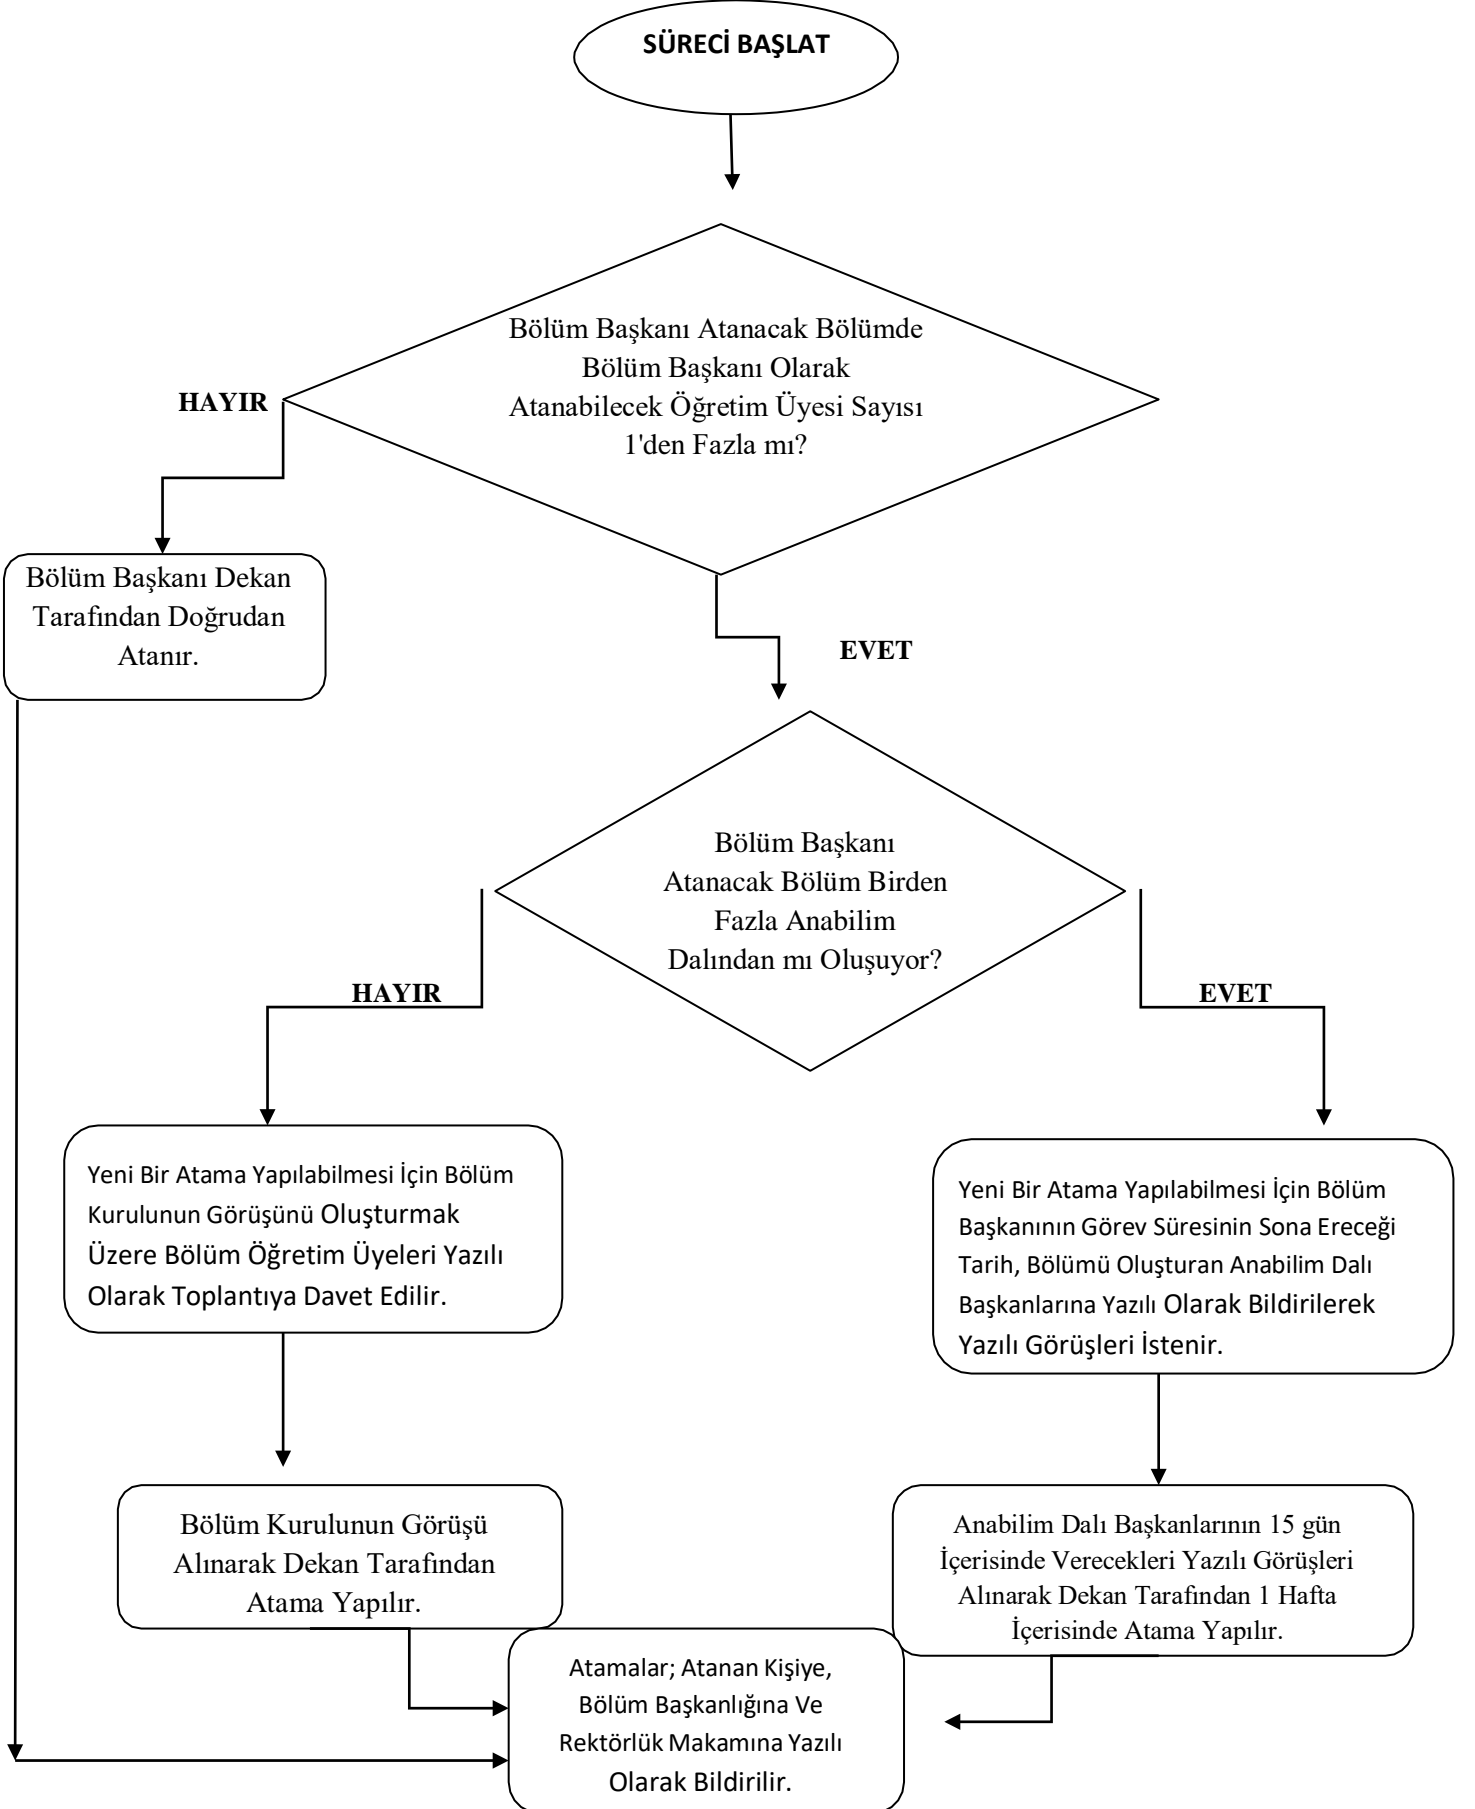 SÜRECİ BAŞLAT
Bölüm Başkanı Atanacak Bölümde
Bölüm Başkanı Olarak
Atanabilecek Öğretim Üyesi Sayısı
1'den Fazla mı?
HAYIR
Bölüm Başkanı Dekan
Tarafından Doğrudan
Atanır.
EVET
Bölüm Başkanı
Atanacak Bölüm Birden
Fazla Anabilim
Dalından mı Oluşuyor?
HAYIR
EVET
Yeni Bir Atama Yapılabilmesi İçin Bölüm
Kurulunun Görüşünü Oluşturmak
Üzere Bölüm Öğretim Üyeleri Yazılı
Olarak Toplantıya Davet Edilir.
Yeni Bir Atama Yapılabilmesi İçin Bölüm
Başkanının Görev Süresinin Sona Ereceği
Tarih, Bölümü Oluşturan Anabilim Dalı
Başkanlarına Yazılı Olarak Bildirilerek
Yazılı Görüşleri İstenir.
Bölüm Kurulunun Görüşü
Alınarak Dekan Tarafından
Atama Yapılır.
Anabilim Dalı Başkanlarının 15 gün
İçerisinde Verecekleri Yazılı Görüşleri
Alınarak Dekan Tarafından 1 Hafta
İçerisinde Atama Yapılır.
Atamalar; Atanan Kişiye,
Bölüm Başkanlığına Ve
Rektörlük Makamına Yazılı
Olarak Bildirilir.